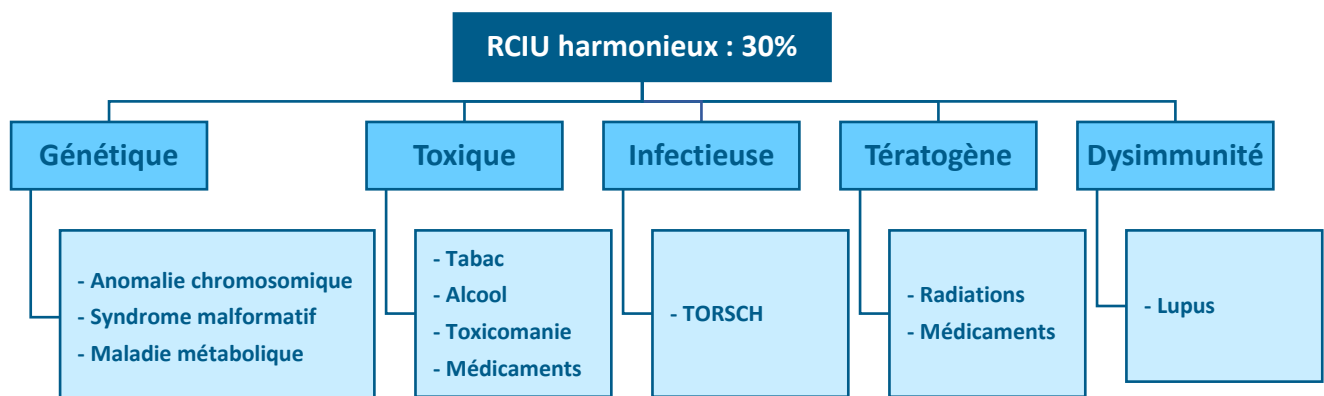 RCIU harmonieux : 30%
Génétique
Toxique
Infectieuse
Tératogène
Dysimmunité
- Anomalie chromosomique
- Syndrome malformatif
- Maladie métabolique
- Tabac
- Alcool
- Toxicomanie
- Médicaments
- TORSCH
- Radiations
- Médicaments
- Lupus